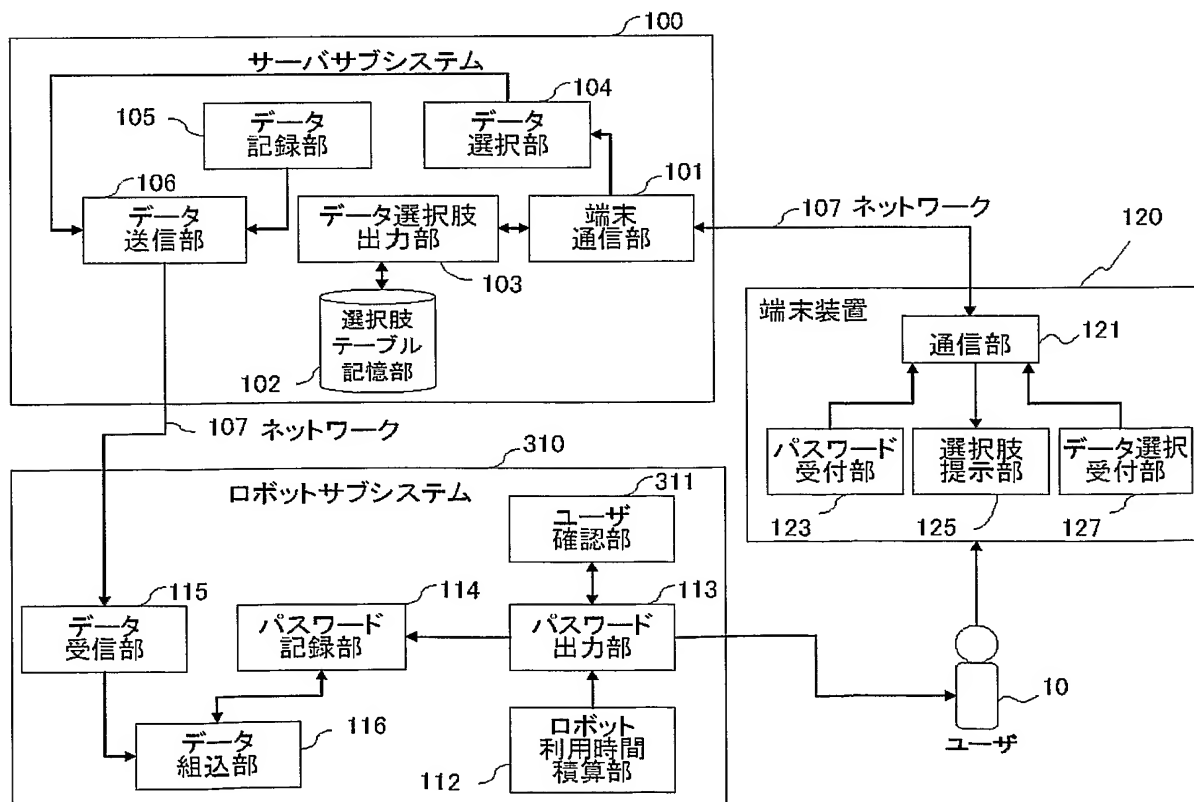 100
サーバサブシステム
104
105
データ
記録部
データ
選択部
106
101
データ
送信部
データ選択肢
出力部
端末
通信部
107 ネットワーク
103
120
選択肢
テーブル
記憶部
102
端末装置
通信部
121
107 ネットワーク
パスワード
受付部
選択肢
提示部
データ選択
受付部
123
125
127
310
ロボットサブシステム
311
ユーザ
確認部
115
114
113
データ
受信部
パスワード
記録部
パスワード
出力部
10
ユーザ
データ
組込部
116
ロボット
利用時間
積算部
112